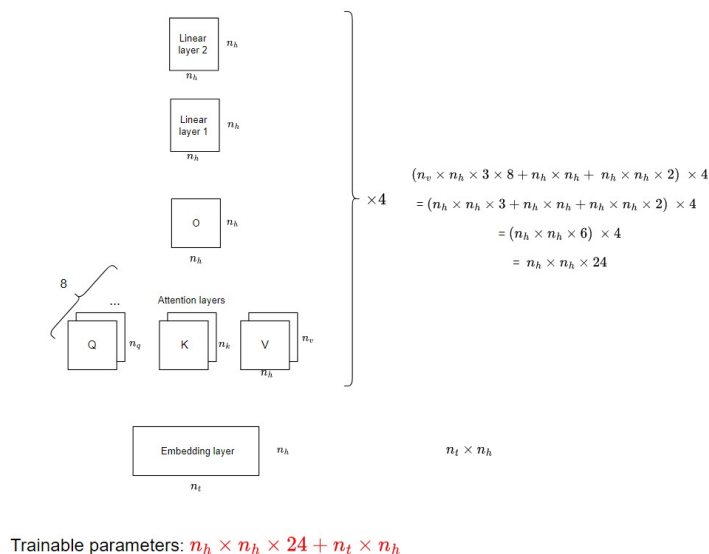 Linear
layer 2
n_h
n_h
Linear
layer 1
n_h
n_h
(n_v × n_h × 3 × 8 + n_h × n_h + n_h × n_h × 2) × 4
×4
= (n_h × n_h × 3 + n_h × n_h + n_h × n_h × 2) × 4
O
n_h
= (n_h × n_h × 6) × 4
n_h
= n_h × n_h × 24
8
...
Attention layers
Q
n_q
K
n_k
V
n_v
n_h
Embedding layer
n_h
n_t × n_h
n_t
Trainable parameters: n_h × n_h × 24 + n_t × n_h